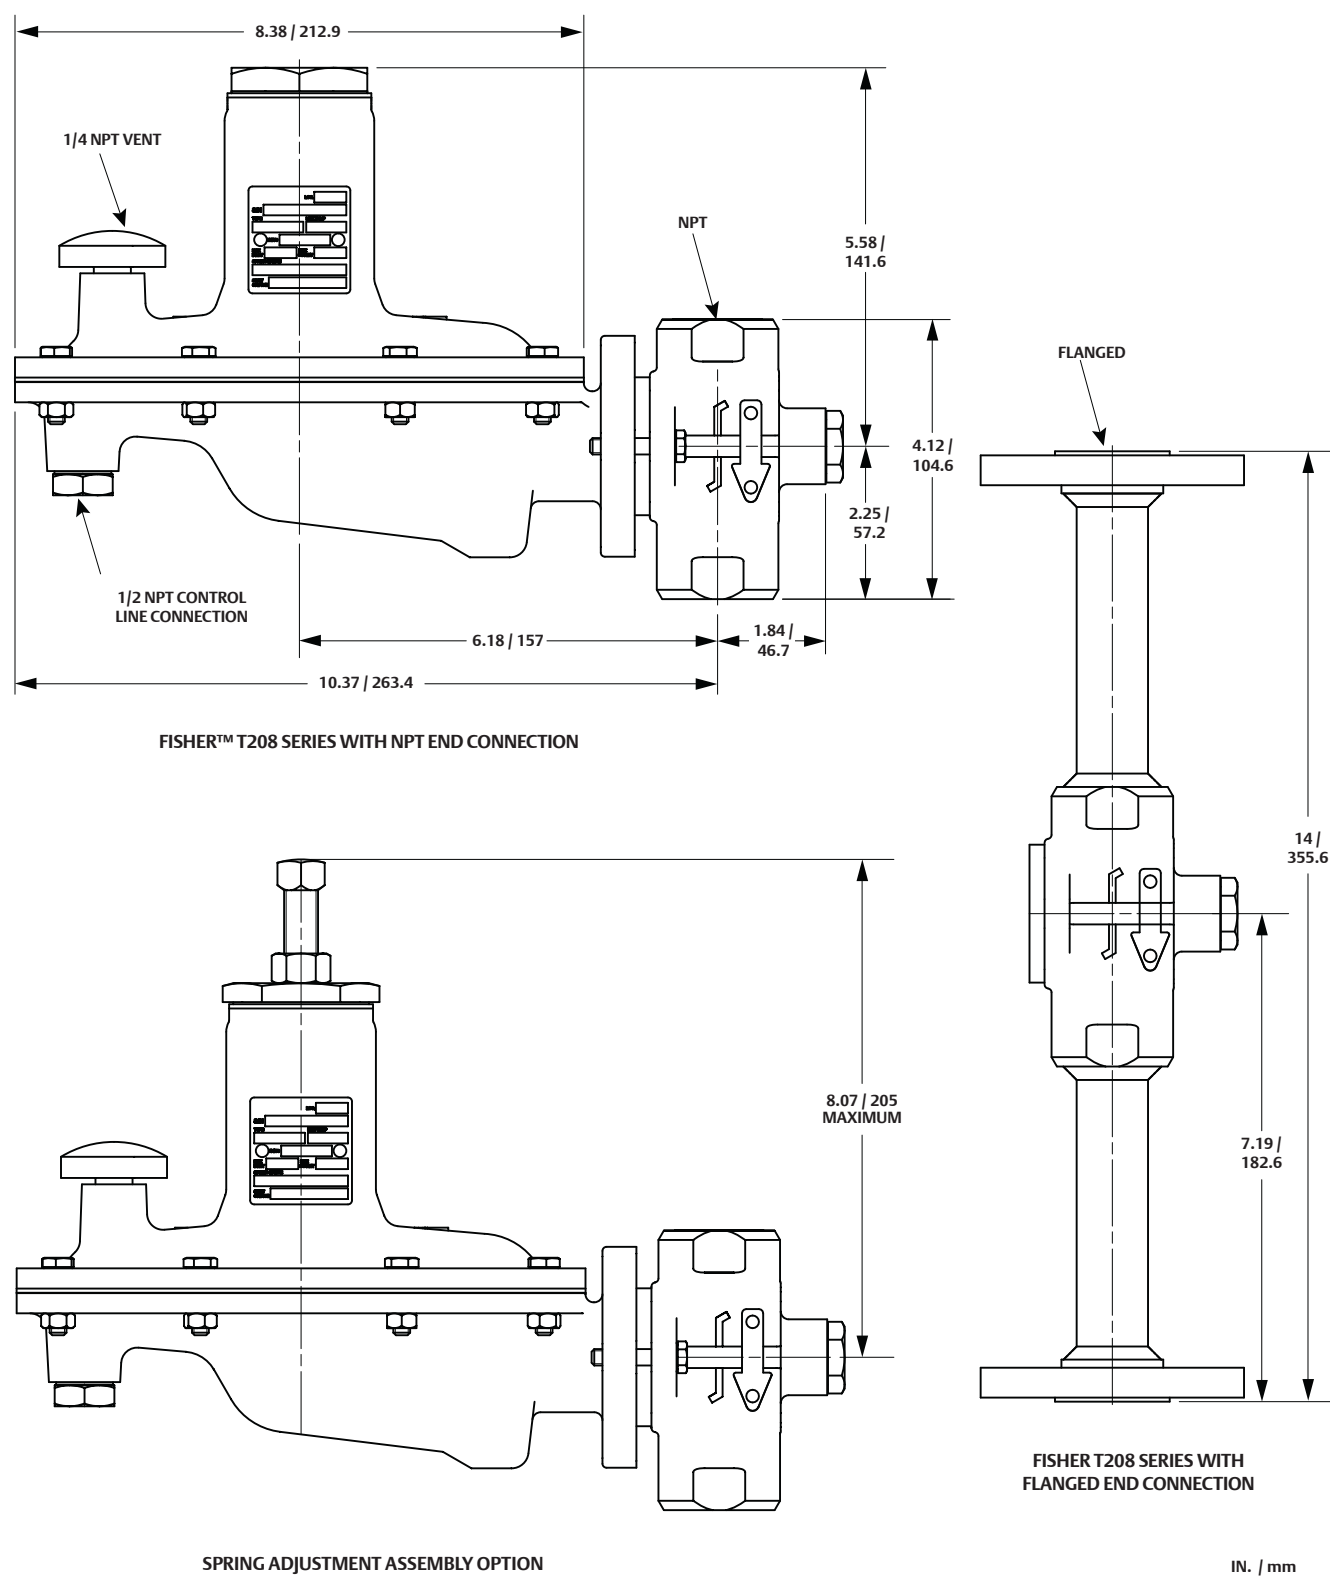 8.38 / 212.9
1/4 NPT VENT
NPT
5.58 /
141.6
FLANGED
4.12 /
104.6
2.25 /
57.2
1/2 NPT CONTROL
LINE CONNECTION
6.18 / 157
1.84 /
46.7
10.37 / 263.4
FISHER™ T208 SERIES WITH NPT END CONNECTION
14 /
355.6
8.07 / 205
MAXIMUM
7.19 /
182.6
FISHER T208 SERIES WITH
FLANGED END CONNECTION
SPRING ADJUSTMENT ASSEMBLY OPTION
IN. / mm